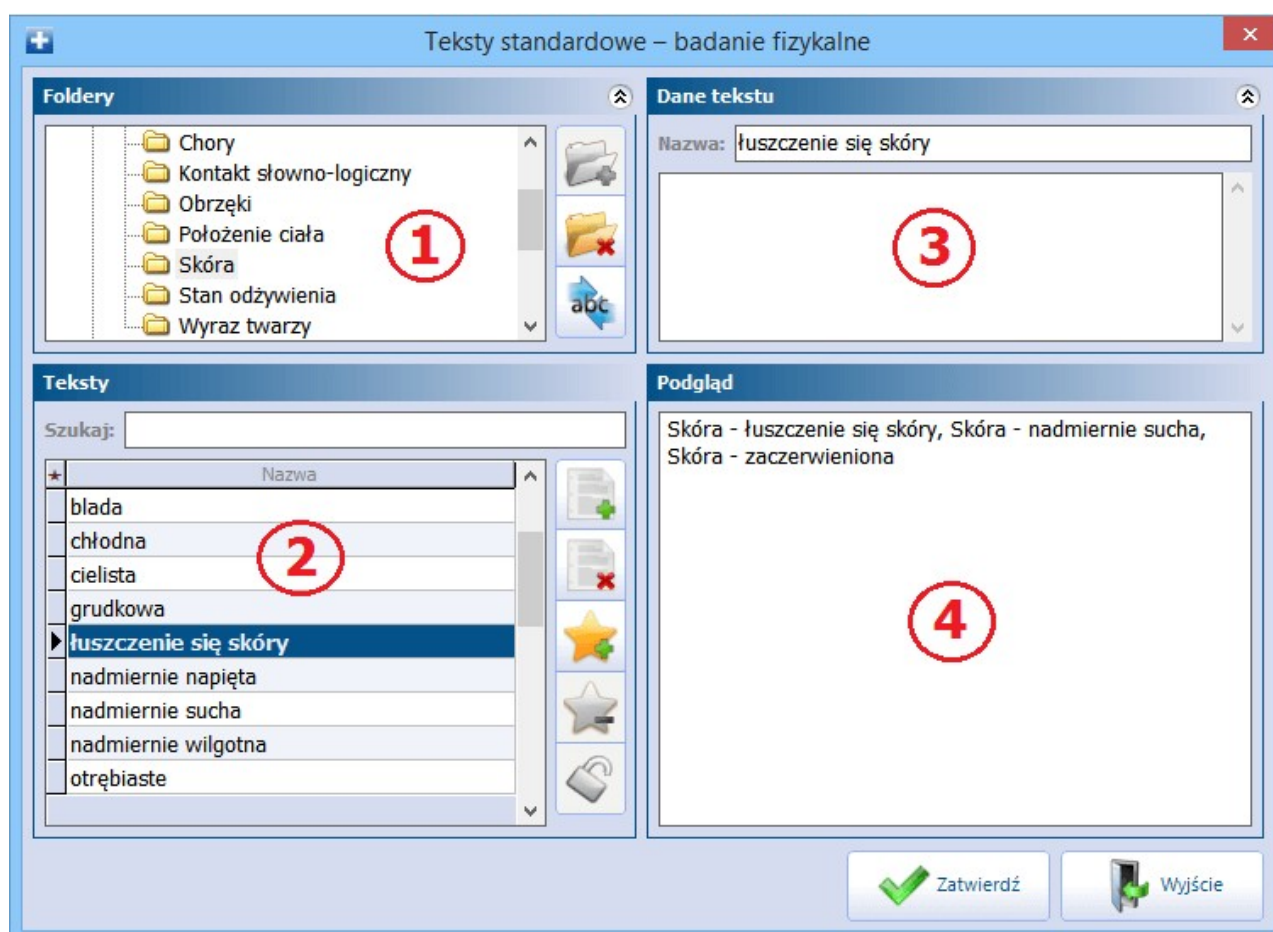 Teksty standardowe – badanie fizykalne
Foldery
Chory
Kontakt słowno-logiczny
Obrzęki
Położenie ciała
Skóra
Stan odżywienia
Wyraz twarzy
abc
1
Dane tekstu
Nazwa: łuszczenie się skóry
3
Teksty
Szukaj:
Nazwa
blada
chłodna
cielista
grudkowa
łuszczenie się skóry
nadmiernie napięta
nadmiernie sucha
nadmiernie wilgotna
otrębiaste
2
Podgląd
Skóra - łuszczenie się skóry, Skóra - nadmiernie sucha,
Skóra - zaczerwieniona
4
Zatwierdź
Wyjście